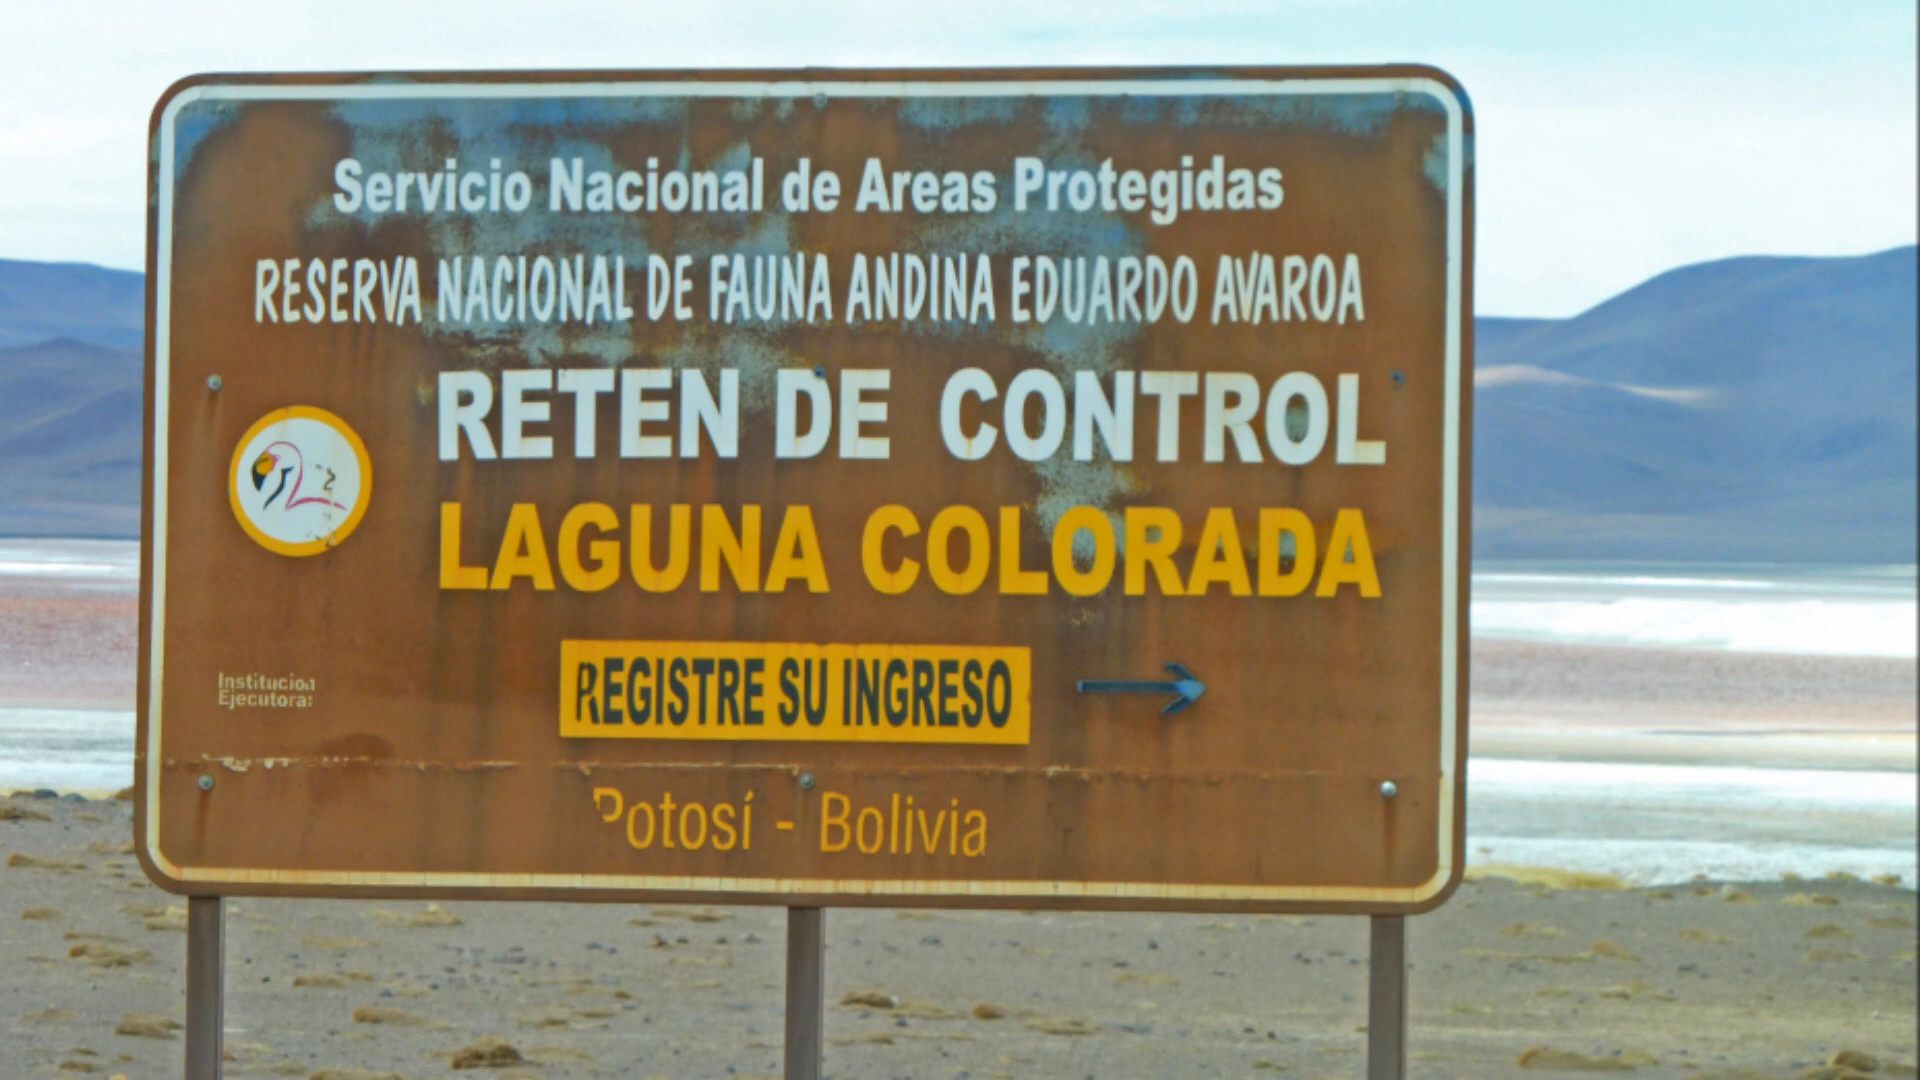 Servicio Nacional de Areas Protegidas
RESERVA NACIONAL DE FAUNA ANDINA EDUARDO AVAROA
RETEN DE CONTROL
LAGUNA COLORADA
REGISTRE SU INGRESO
Institucion
Ejecutora:
Potosí - Bolivia